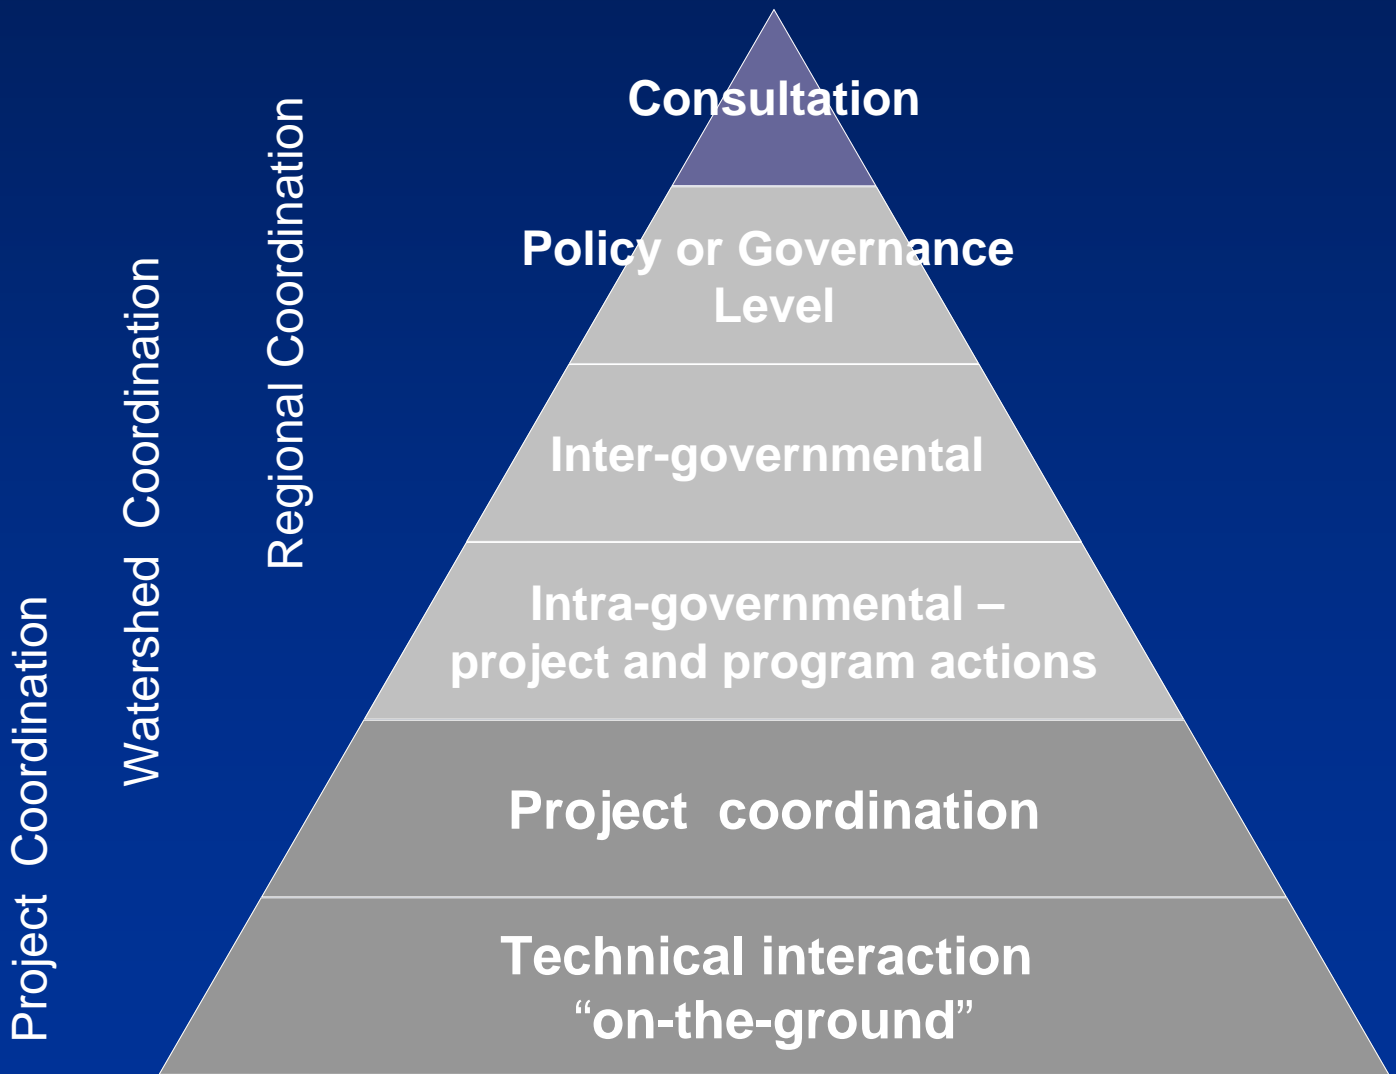 Project  Coordination
Watershed  Coordination
Regional Coordination
Consultation
Policy or Governance
Level
Inter-governmental
Intra-governmental –
project and program actions
Project  coordination
Technical interaction
“on-the-ground”